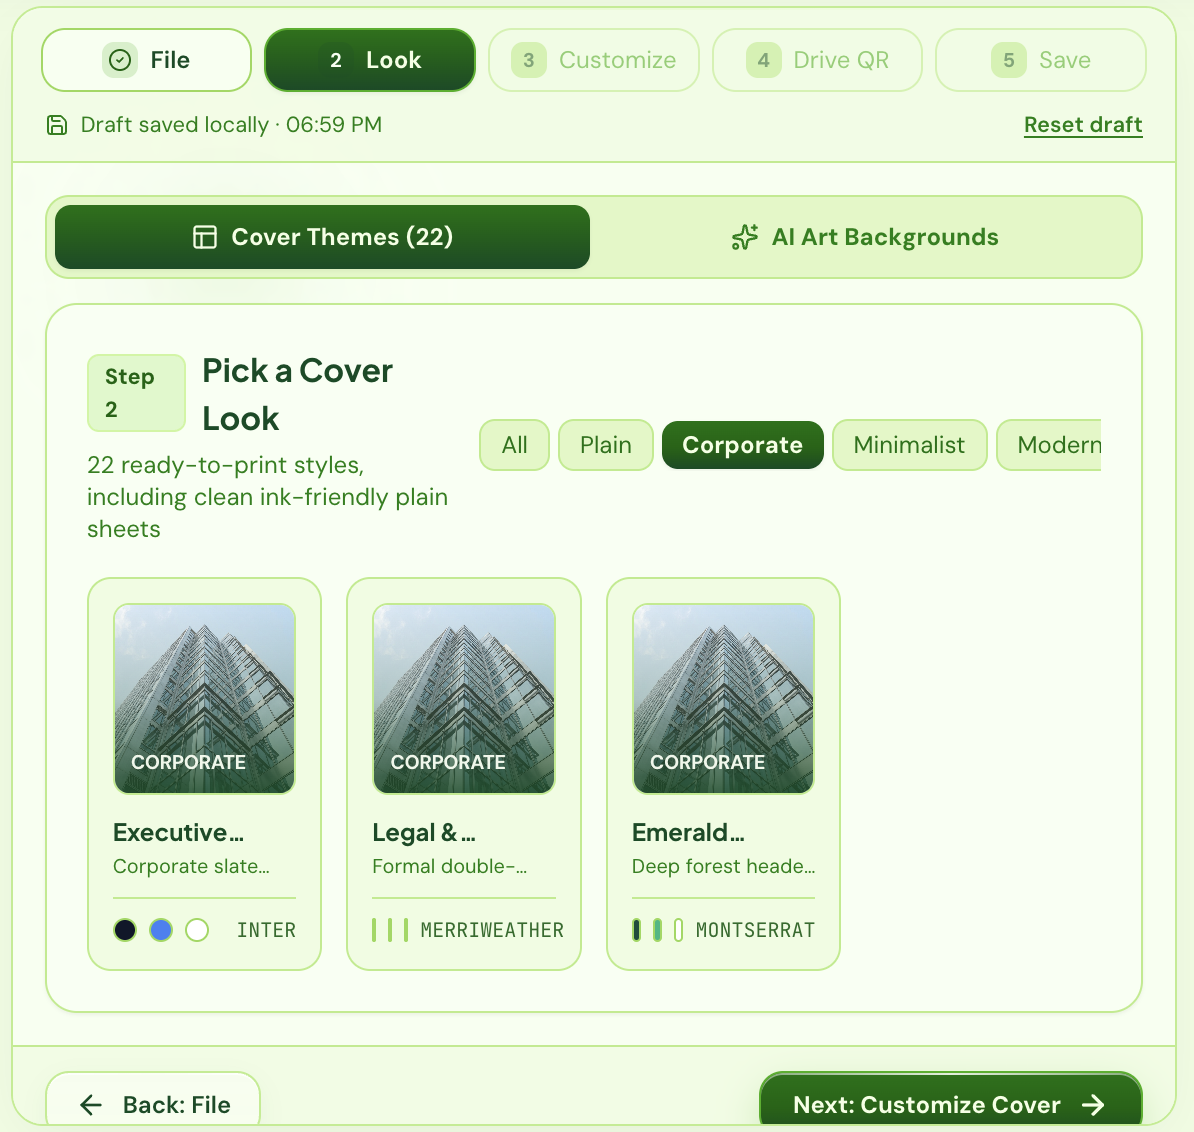 File
2 Look
3 Customize
4 Drive QR
5 Save
Draft saved locally · 06:59 PM
Reset draft
Cover Themes (22)
AI Art Backgrounds
Step
2
Pick a Cover
Look
22 ready-to-print styles,
including clean ink-friendly plain
sheets
All
Plain
Corporate
Minimalist
Modern
CORPORATE
Executive...
Corporate slate...
INTER
CORPORATE
Legal & ...
Formal double-...
MERRIWEATHER
CORPORATE
Emerald...
Deep forest heade...
MONTSERRAT
Back: File
Next: Customize Cover